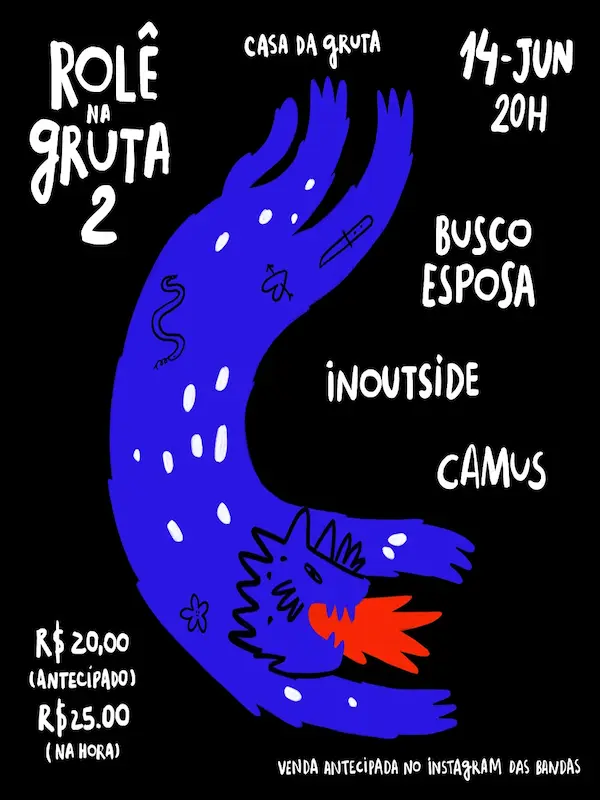 ROLÊ
NA
GRUTA
2
CASA DA GRUTA
14-JUN
20H
BUSCO
ESPOSA
INOUTSIDE
CAMUS
R$ 20,00
(ANTECIPADO)
R$25.00
(NA HORA)
VENDA ANTECIPADA NO INSTAGRAM DAS BANDAS